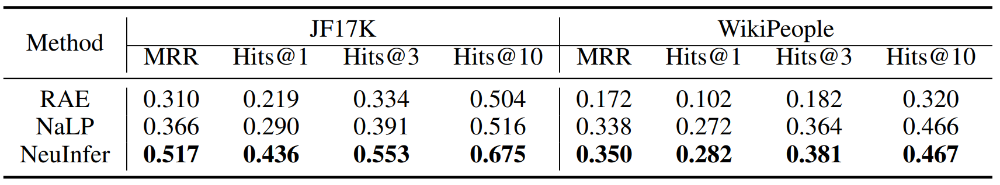 JF17K WikiPeople
Method
MRR Hits@1 Hits@3 Hits@10 MRR Hits@1 Hits@3 Hits@10
RAE 0.310 0.219 0.334 0.504 0.172 0.102 0.182 0.320
NaLP 0.366 0.290 0.391 0.516 0.338 0.272 0.364 0.466
NeuInfer 0.517 0.436 0.553 0.675 0.350 0.282 0.381 0.467